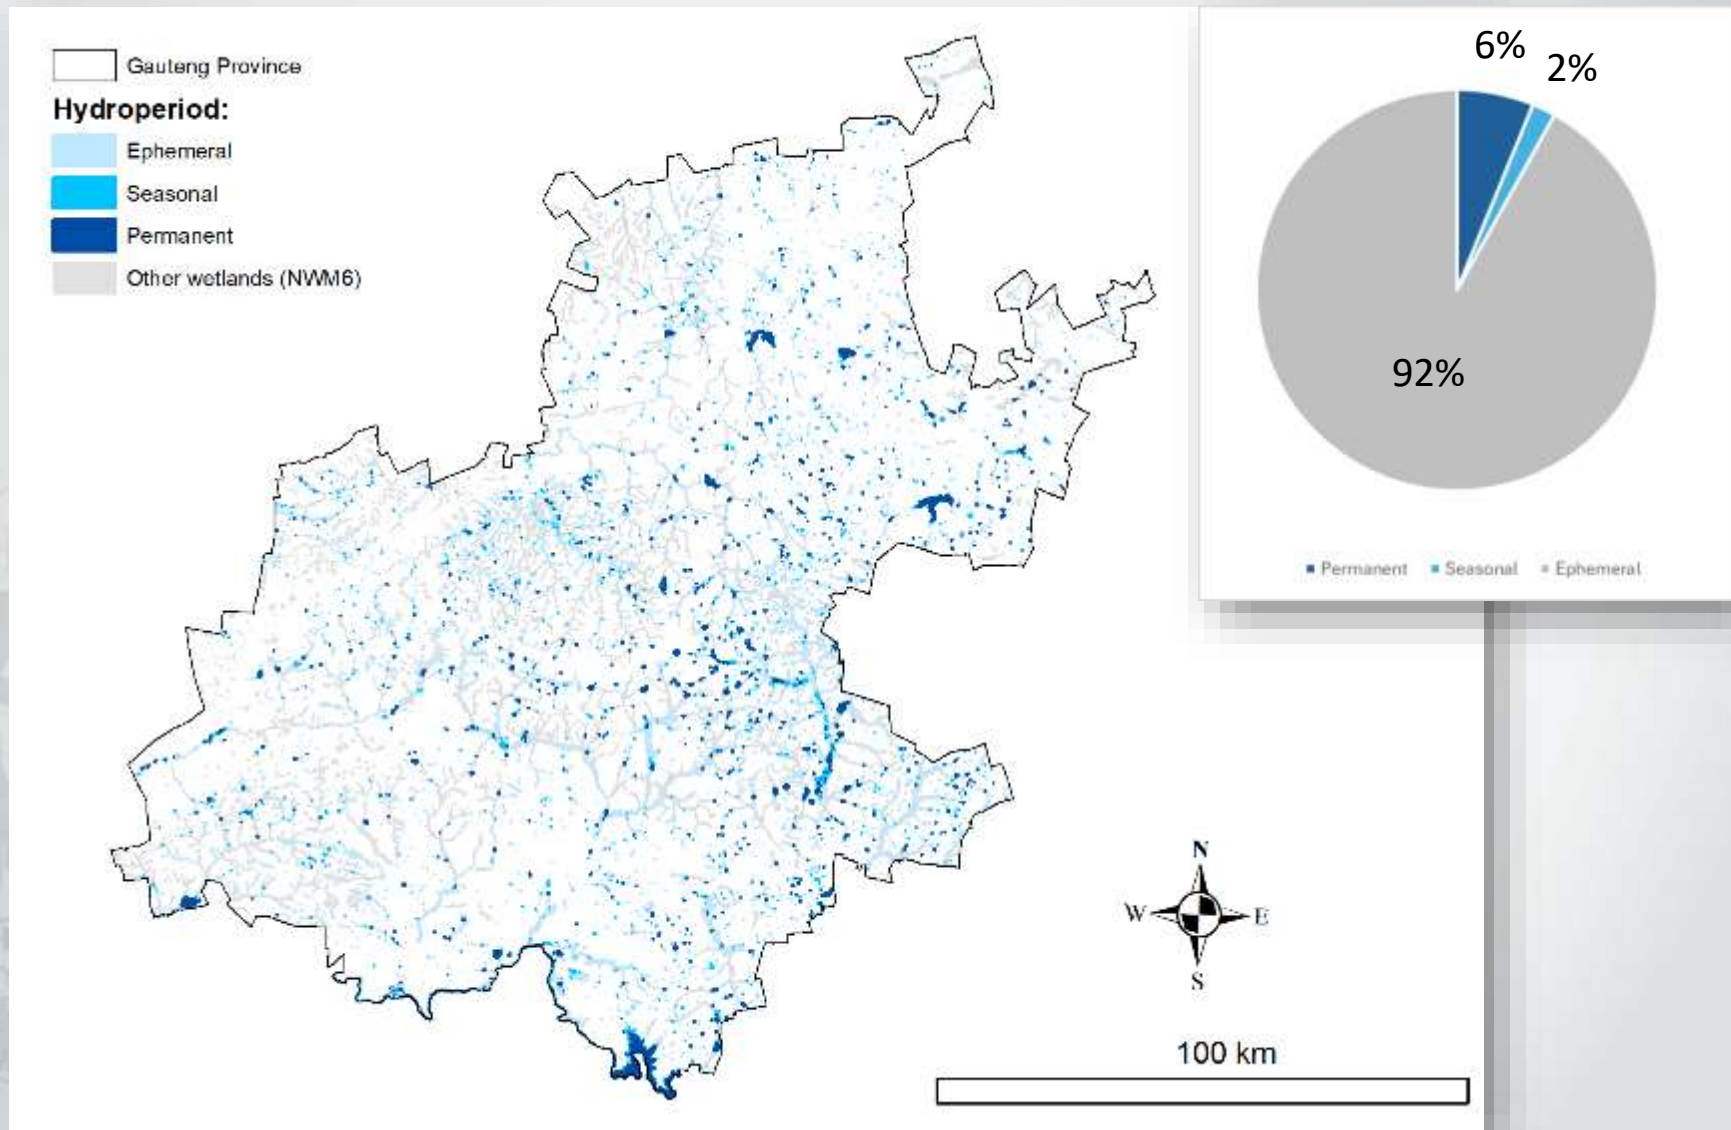 Gauteng Province
Hydroperiod:
Ephemeral
Seasonal
Permanent
Other wetlands (NWM6)
6%
2%
92%
Permanent Seasonal Ephemeral
N
W E
S
100 km